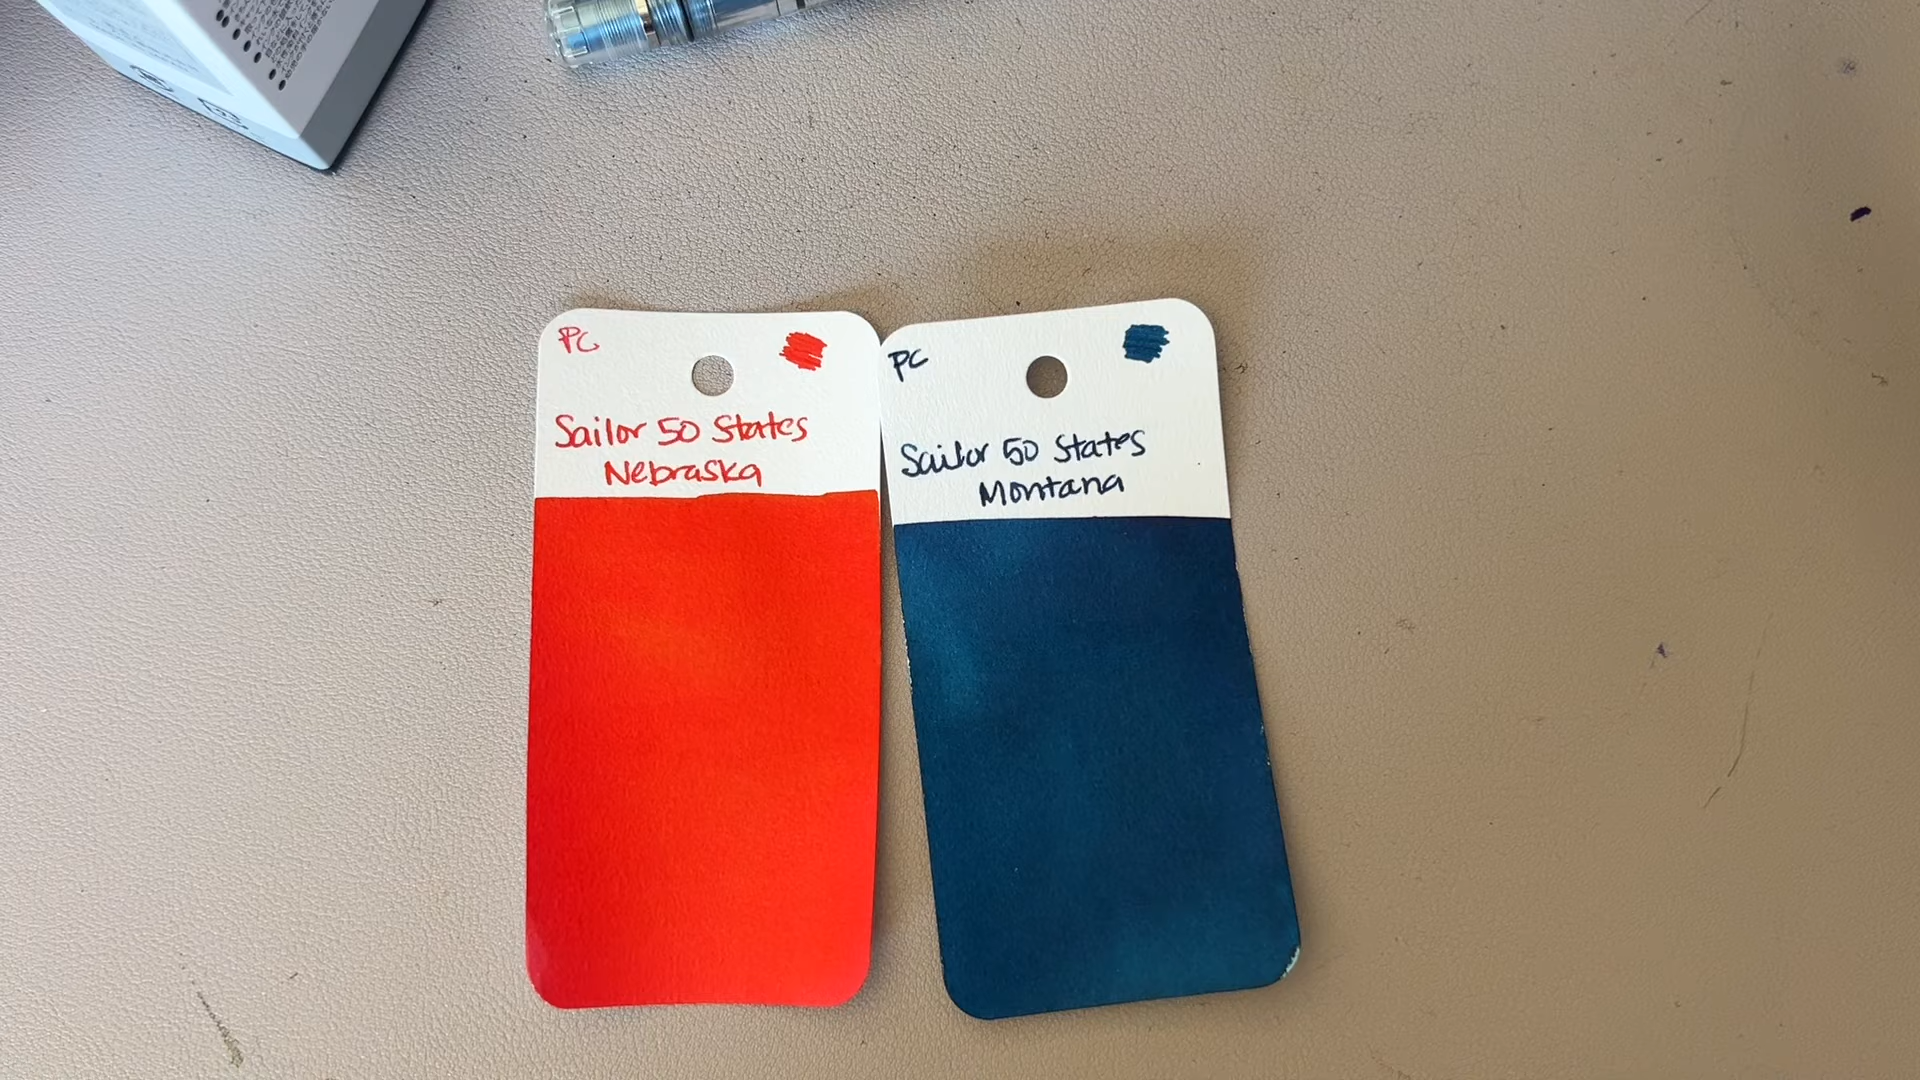 PC
Sailor 50 States
Nebraska
PC
Sailor 50 States
Montana